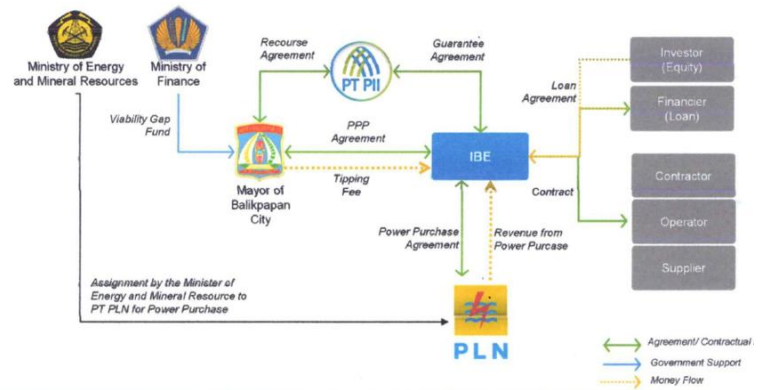 Ministry of Energy
and Mineral Resources
Ministry of
Finance
Recourse
Agreement
PT PII
Guarantee
Agreement
Investor
(Equity)
Loan
Agreement
Financier
(Loan)
Viability Gap
Fund
PPP
Agreement
IBE
Tipping
Fee
Mayor of
Balikpapan
City
Contract
Contractor
Operator
Supplier
Power Purchase
Agreement
Revenue from
Power Purcase
Assignment by the Minister of
Energy and Mineral Resource to
PT PLN for Power Purchase
PLN
Agreement/ Contractual
Government Support
Money Flow